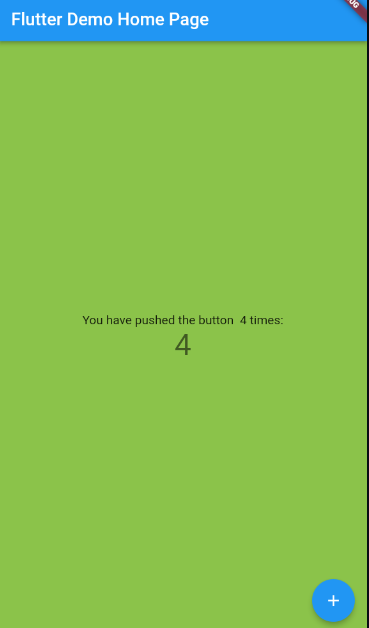 Flutter Demo Home Page
You have pushed the button  4 times:
4
+